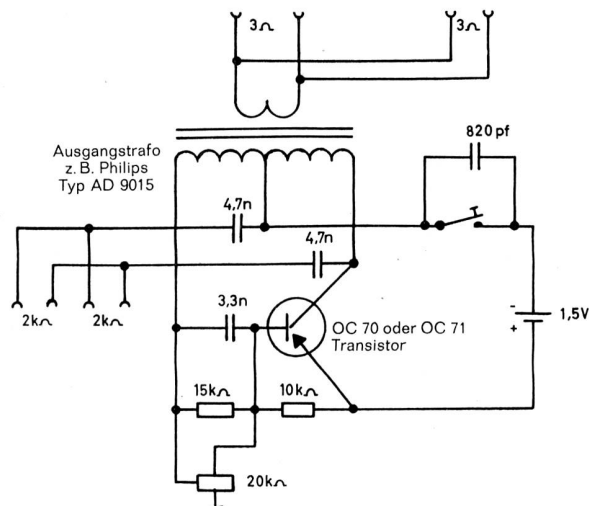 3Ω
3Ω
820 pf
Ausgangstrafo
z. B. Philips
Typ AD 9015
4,7n
4,7n
2kΩ
2kΩ
3,3n
OC 70 oder OC 71
Transistor
-
+
1,5V
15kΩ
10kΩ
20kΩ